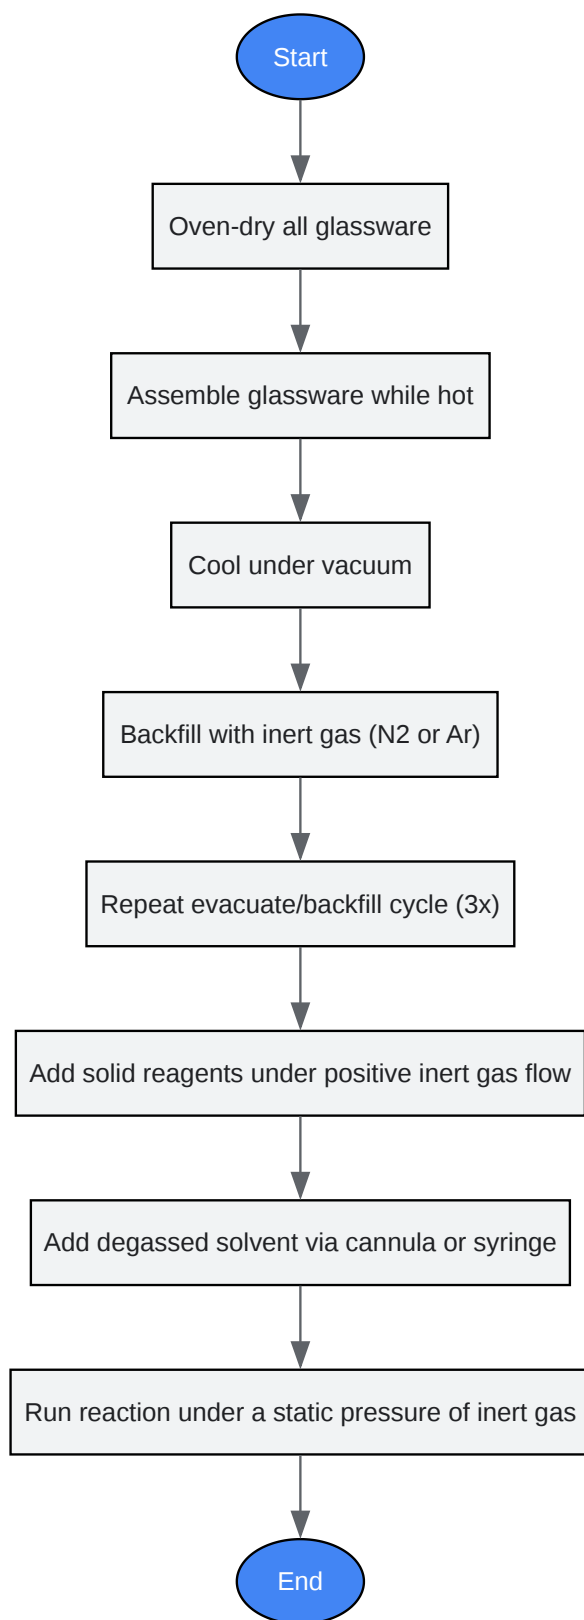 Start
Oven-dry all glassware
Assemble glassware while hot
Cool under vacuum
Backfill with inert gas (N2 or Ar)
Repeat evacuate/backfill cycle (3x)
Add solid reagents under positive inert gas flow
Add degassed solvent via cannula or syringe
Run reaction under a static pressure of inert gas
End